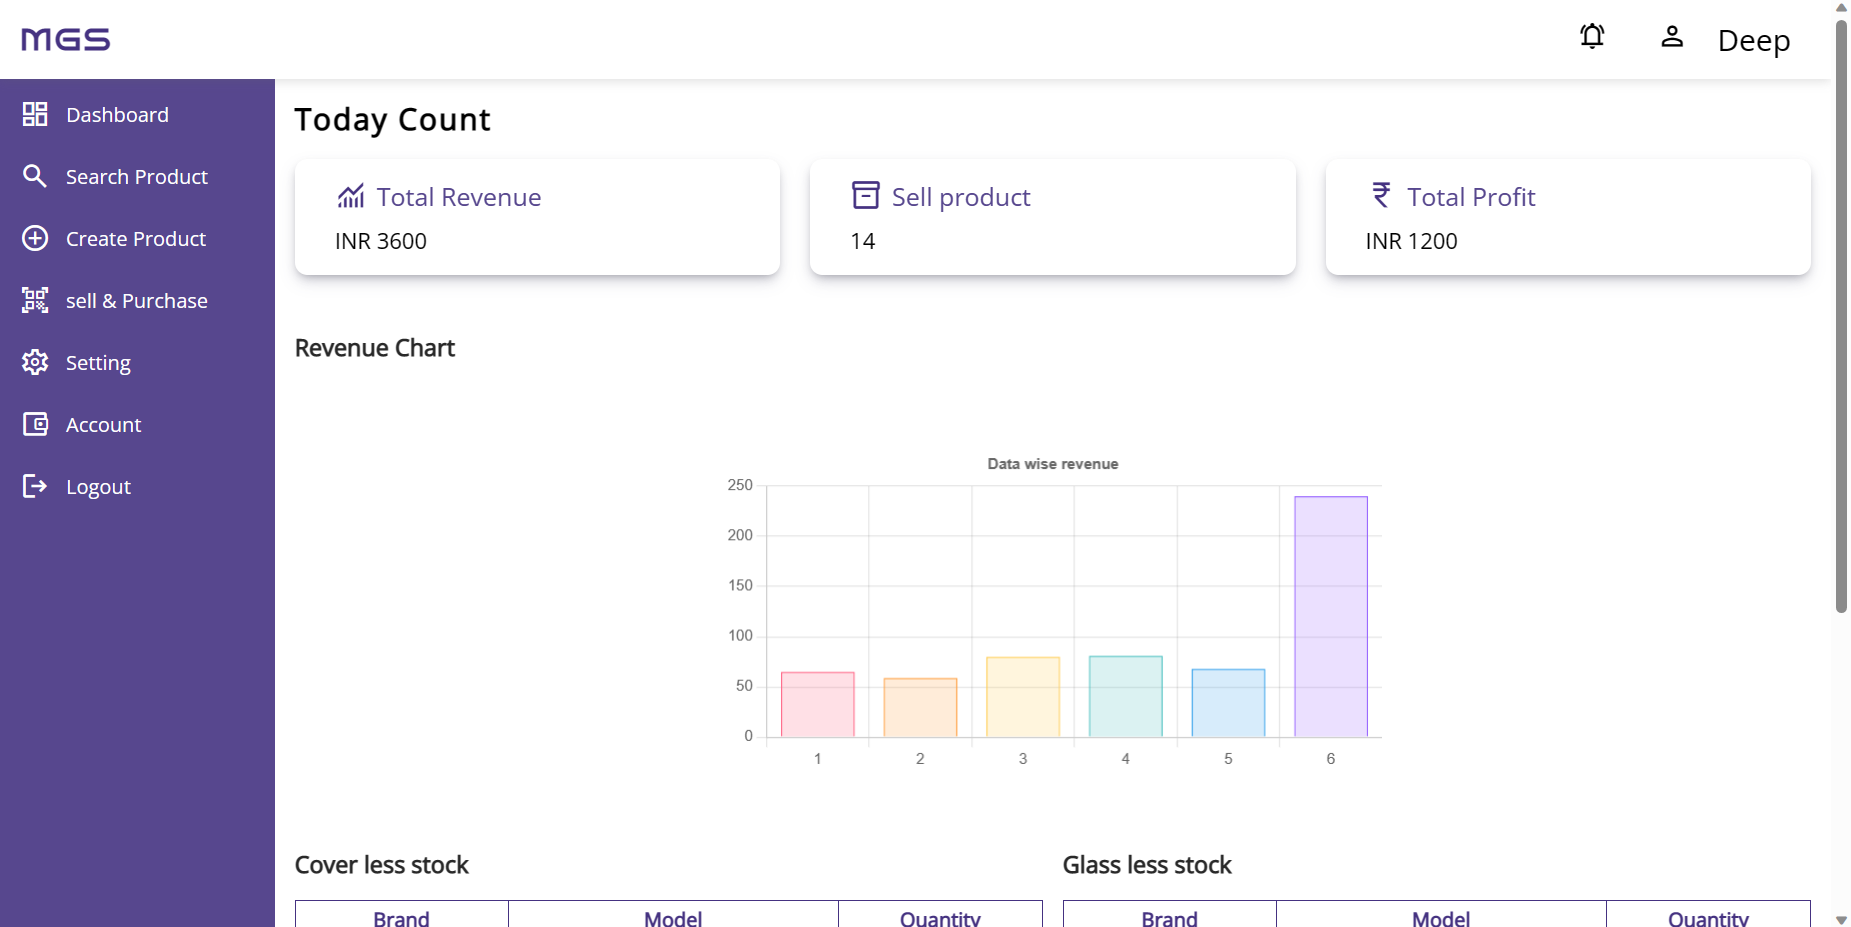 MGS
Deep
Dashboard
Search Product
Create Product
sell & Purchase
Setting
Account
Logout
Today Count
Total Revenue
INR 3600
Sell product
14
Total Profit
INR 1200
Revenue Chart
Data wise revenue
250
200
150
100
50
0
1 2 3 4 5 6
Cover less stock
Brand Model Quantity
Glass less stock
Brand Model Quantity